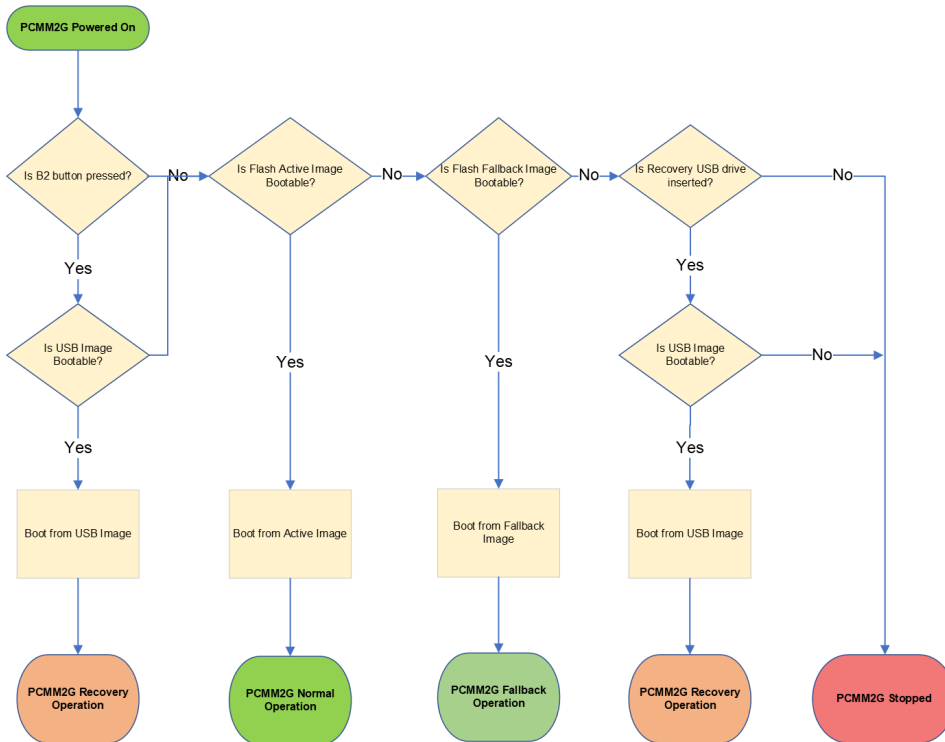 PCMM2G Powered On
Is B2 button pressed?
No
Is Flash Active Image
Bootable?
No
Is Flash Fallback Image
Bootable?
No
Is Recovery USB drive
inserted?
No
Yes
Yes
Is USB Image
Bootable?
Yes
Yes
Is USB Image
Bootable?
No
Yes
Yes
Boot from USB Image
Boot from Active Image
Boot from Fallback
Image
Boot from USB Image
PCMM2G Recovery
Operation
PCMM2G Normal
Operation
PCMM2G Fallback
Operation
PCMM2G Recovery
Operation
PCMM2G Stopped